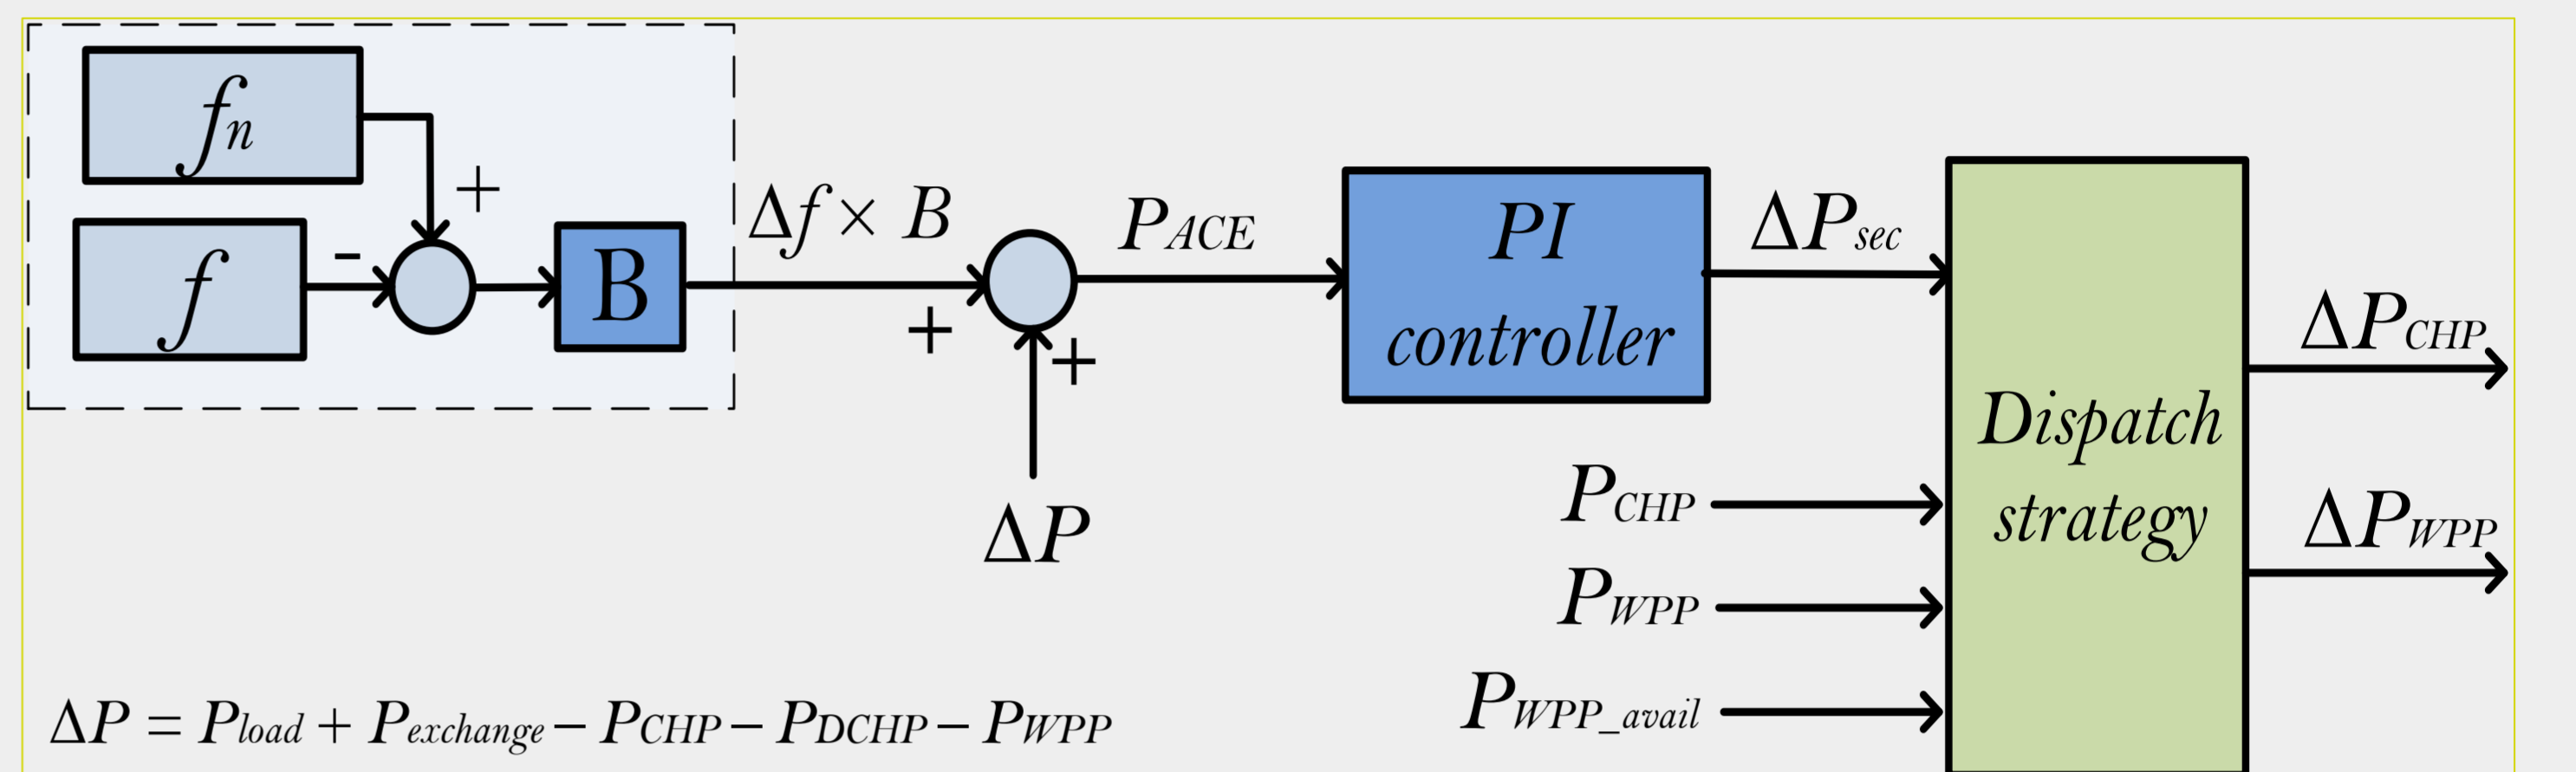 fn
+
f
-
B
Δf × B
+
+
ΔP
PACE
PI
controller
ΔPsec
PCHP
PWPP
PWPP_avail
Dispatch
strategy
ΔPCHP
ΔPWPP
ΔP = Pload + Pexchange − PCHP − PDCHP − PWPP